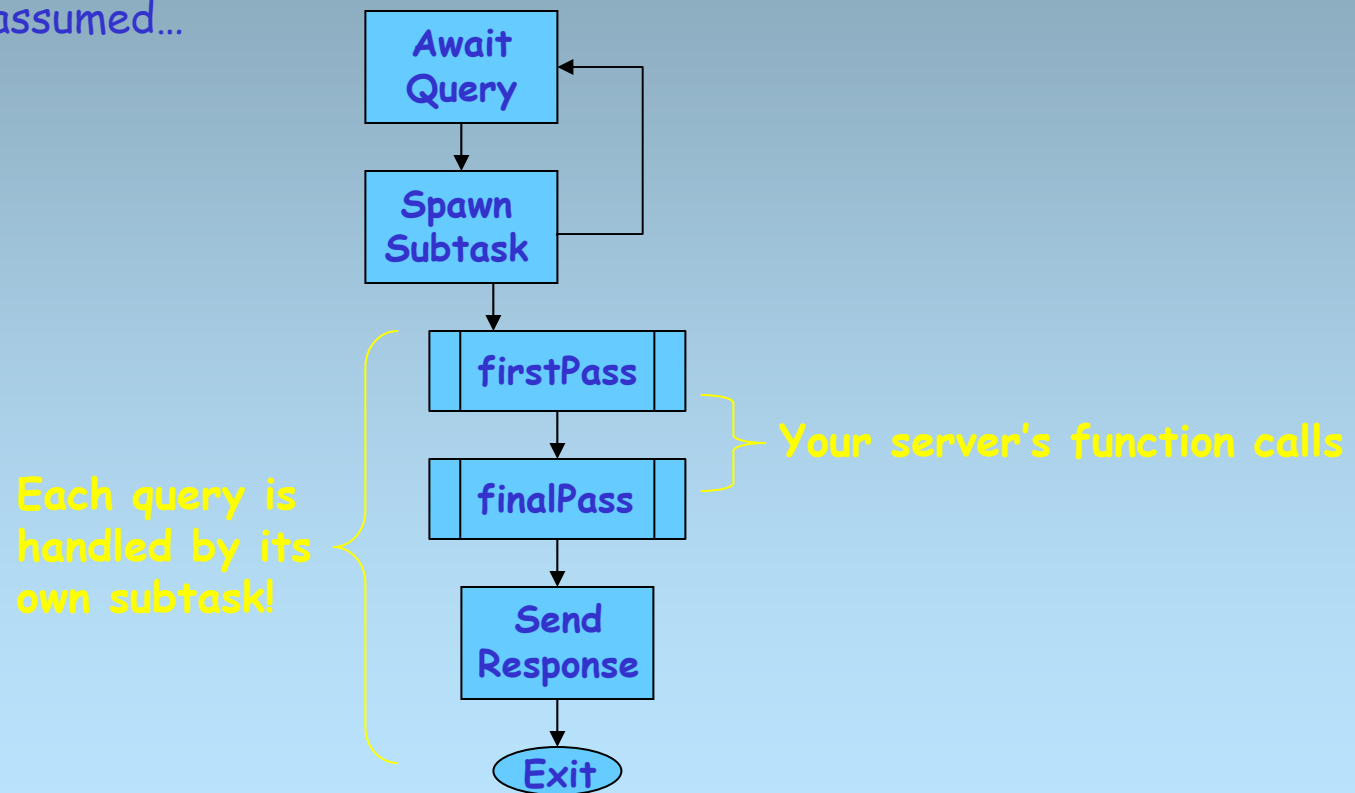 assumed…
Await
Query
Spawn
Subtask
firstPass
Your server’s function calls
finalPass
Each query is
handled by its
own subtask!
Send
Response
Exit